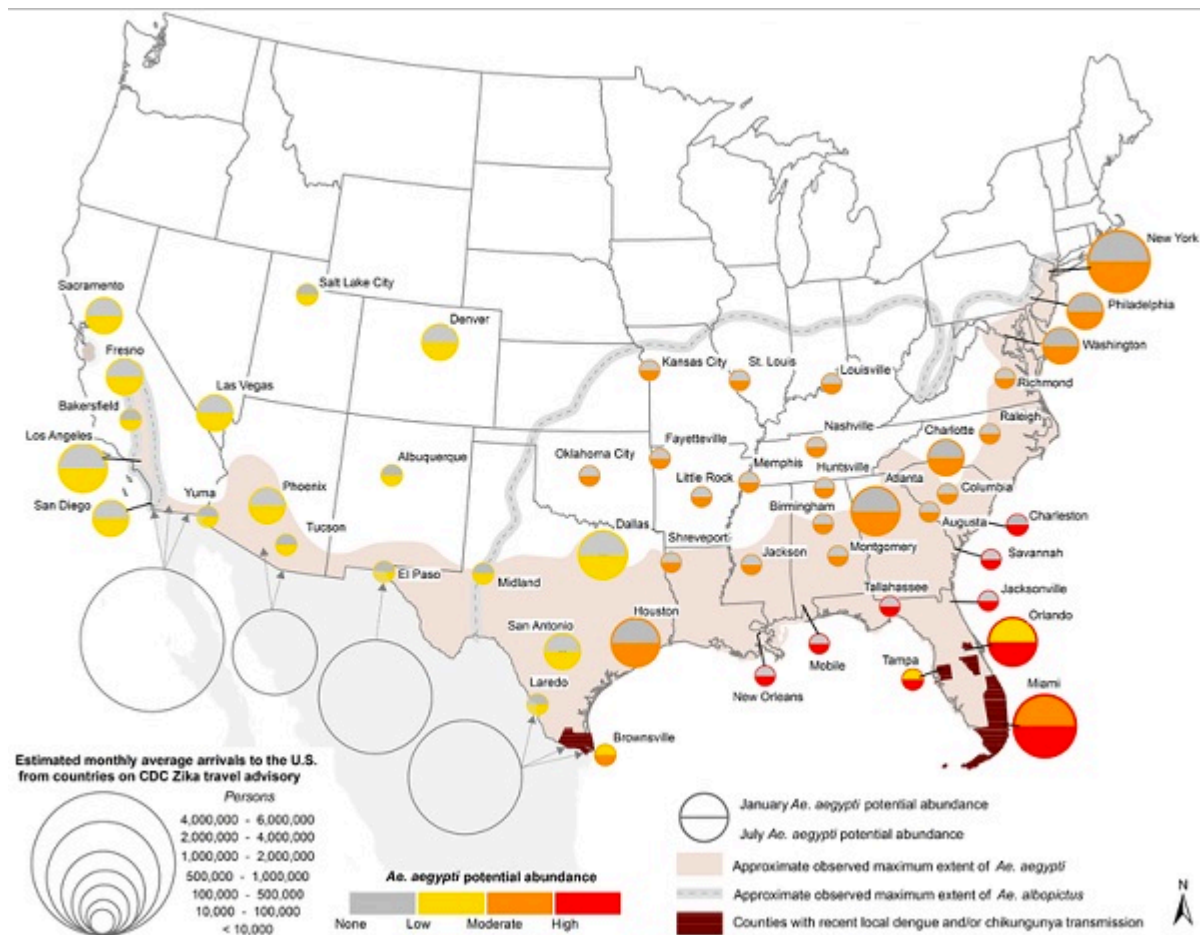 New York
Philadelphia
Washington
Richmond
Raleigh
Charlotte
Columbia
Augusta
Charleston
Savannah
Jacksonville
Orlando
Miami
Tampa
Tallahassee
Mobile
New Orleans
Montgomery
Atlanta
Birmingham
Huntsville
Nashville
Memphis
Jackson
Louisville
St. Louis
Kansas City
Fayetteville
Little Rock
Oklahoma City
Shreveport
Dallas
Houston
San Antonio
Laredo
Brownsville
Midland
El Paso
Albuquerque
Denver
Salt Lake City
Las Vegas
Phoenix
Tucson
Yuma
Sacramento
Fresno
Bakersfield
Los Angeles
San Diego
Estimated monthly average arrivals to the U.S.
from countries on CDC Zika travel advisory
Persons
4,000,000 - 6,000,000
2,000,000 - 4,000,000
1,000,000 - 2,000,000
500,000 - 1,000,000
100,000 - 500,000
10,000 - 100,000
< 10,000
Ae. aegypti potential abundance
None Low Moderate High
January Ae. aegypti potential abundance
July Ae. aegypti potential abundance
Approximate observed maximum extent of Ae. aegypti
Approximate observed maximum extent of Ae. albopictus
Counties with recent local dengue and/or chikungunya transmission
N